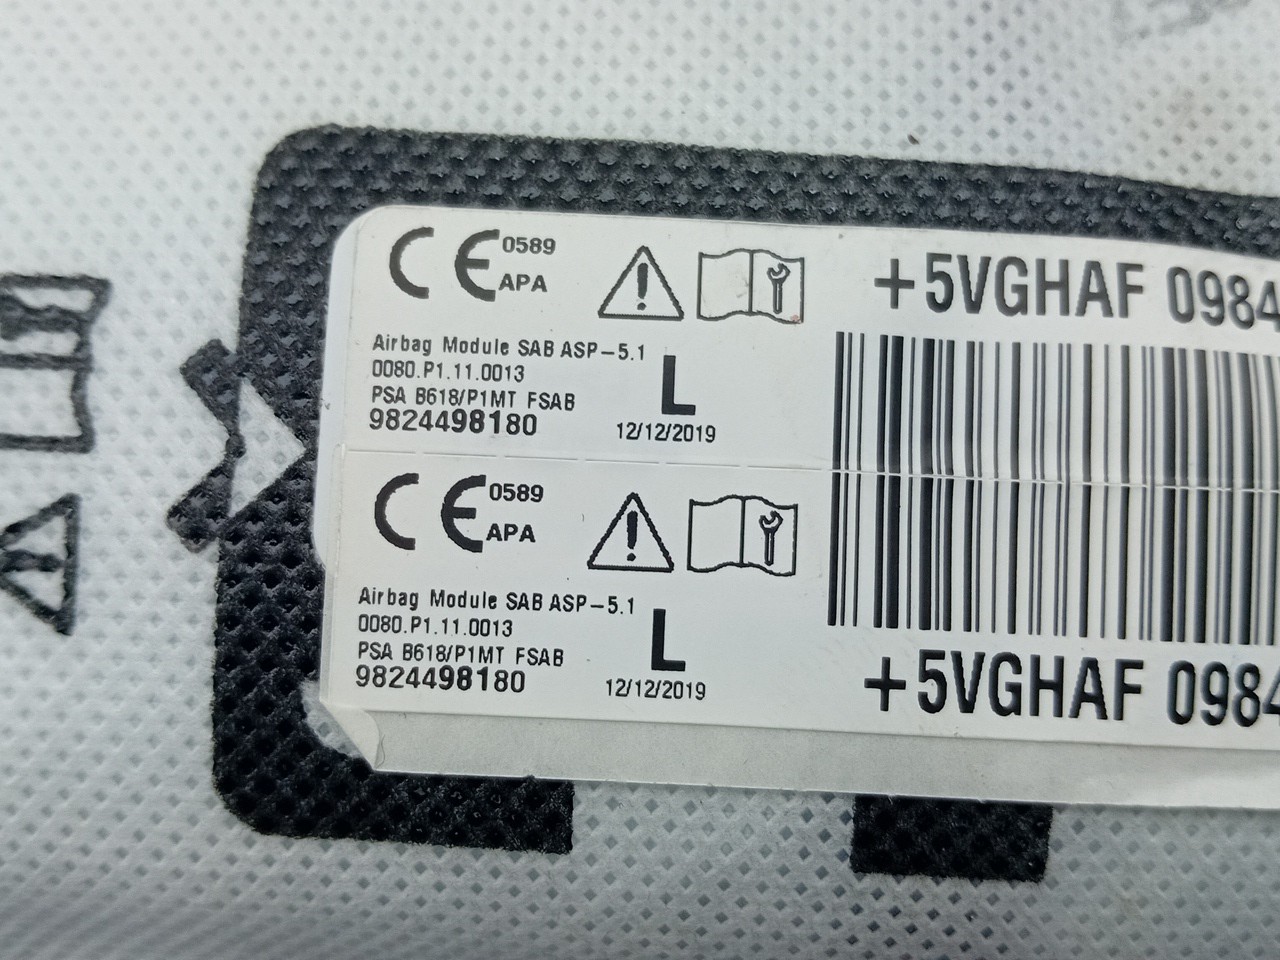 CE 0589
APA
+5VGHAF 0984
Airbag Module SAB ASP-5.1
0080.P1.11.0013
PSA B618/P1MT FSAB
9824498180
L
12/12/2019
CE 0589
APA
Airbag Module SAB ASP-5.1
0080.P1.11.0013
PSA B618/P1MT FSAB
9824498180
L
12/12/2019
+5VGHAF 0984